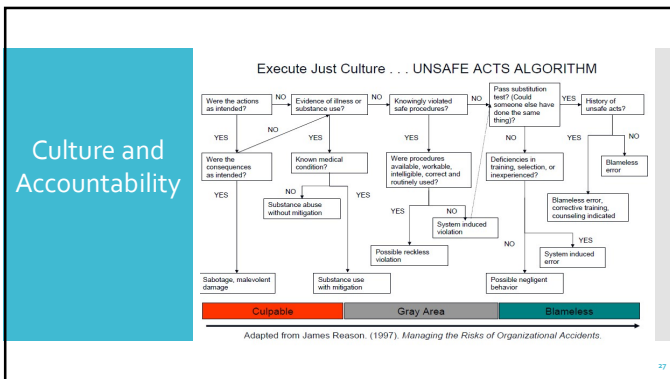 Culture and
Accountability
Execute Just Culture . . . UNSAFE ACTS ALGORITHM
Were the actions
as intended?
NO
Evidence of illness or
substance use?
NO
Knowingly violated
safe procedures?
NO
Pass substitution
test? (Could
someone else have
done the same
thing)?
YES
History of
unsafe acts?
YES
NO
YES
YES
NO
YES
NO
Were the
consequences
as intended?
Known medical
condition?
Were procedures
available, workable,
intelligible, correct and
routinely used?
Deficiencies in
training, selection, or
inexperienced?
Blameless
error
YES
NO
YES
Substance abuse
without mitigation
YES
NO
System induced
violation
Blameless error,
corrective training,
counseling indicated
Possible reckless
violation
NO
YES
System induced
error
Sabotage, malevolent
damage
Substance use
with mitigation
Possible negligent
behavior
Culpable
Gray Area
Blameless
Adapted from James Reason. (1997). Managing the Risks of Organizational Accidents.
27